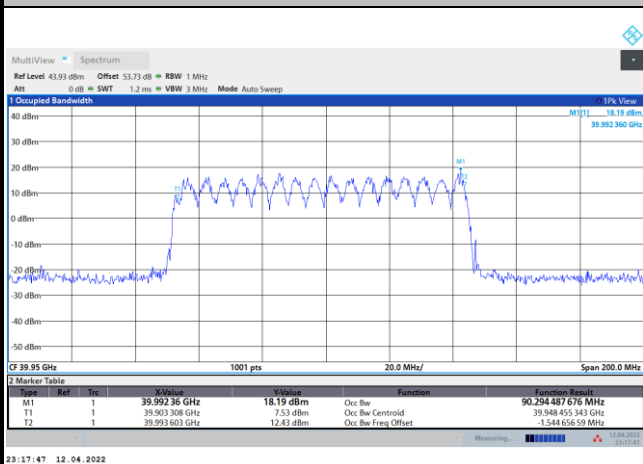 MultiView Spectrum
Ref Level 43.93 dBm Offset 53.73 dB RBW 1 MHz
Att 0 dB SWT 1.2 ms VBW 3 MHz Mode Auto Sweep
1 Occupied Bandwidth 1Pk View
M1[1] 18.19 dBm
39.992 360 GHz
40 dBm
30 dBm
20 dBm
10 dBm
0 dBm
-10 dBm
-20 dBm
-30 dBm
-40 dBm
-50 dBm
M1
T1
T2
CF 39.95 GHz 1001 pts 20.0 MHz/ Span 200.0 MHz
2 Marker Table
Type Ref Trc X-Value Y-Value Function Function Result
M1 1 39.992 36 GHz 18.19 dBm Occ Bw 90.294 487 676 MHz
T1 1 39.903 308 GHz 7.53 dBm Occ Bw Centroid 39.948 455 343 GHz
T2 1 39.993 603 GHz 12.43 dBm Occ Bw Freq Offset -1.544 656 59 MHz
Measuring... 12.04.2022
23:17:47
23:17:47 12.04.2022